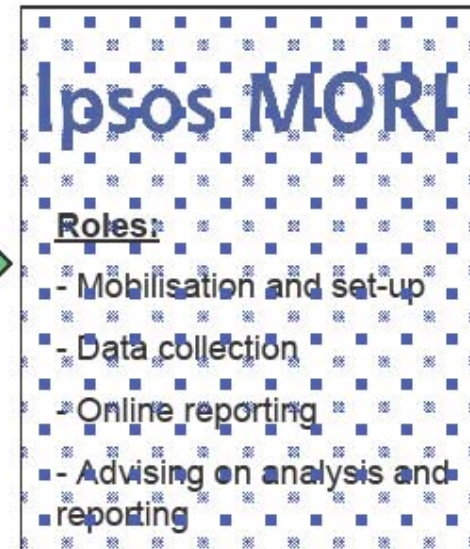 Ipsos MORI
Roles:
- Mobilisation and set-up
- Data collection
- Online reporting
- Advising on analysis and
reporting